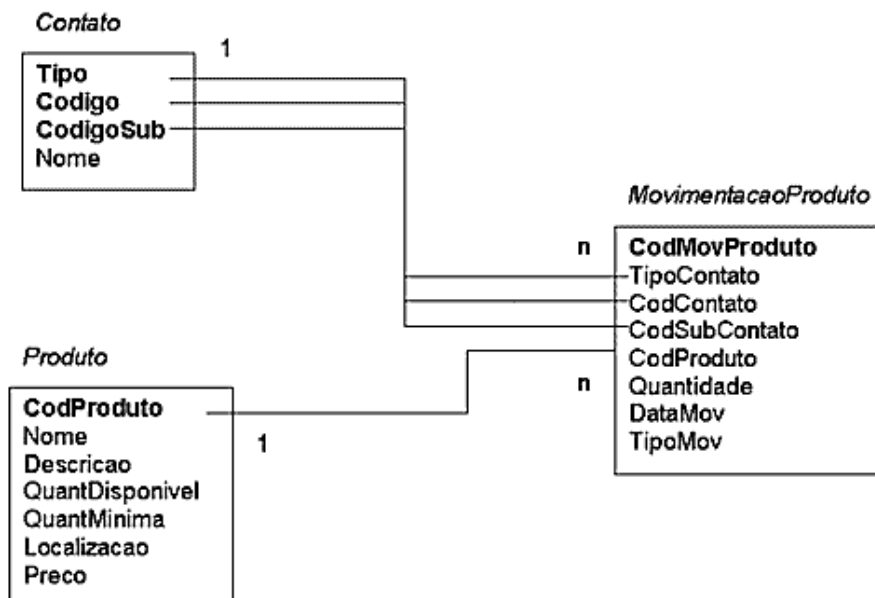 Contato
1
Tipo
Codigo
CodigoSub
Nome
MovimentacaoProduto
n
CodMovProduto
TipoContato
CodContato
CodSubContato
CodProduto
n
Quantidade
DataMov
TipoMov
Produto
CodProduto
1
Nome
Descricao
QuantDisponivel
QuantMinima
Localizacao
Preco